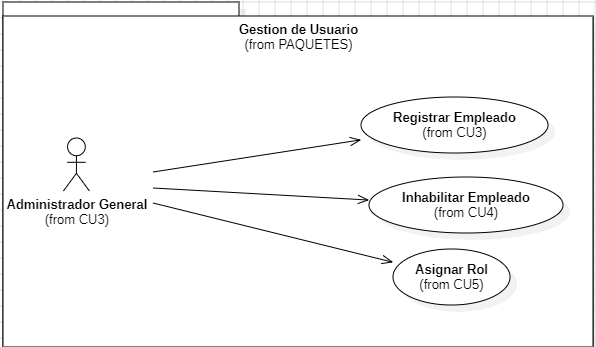 Gestion de Usuario
(from PAQUETES)
Registrar Empleado
(from CU3)
Administrador General
(from CU3)
Inhabilitar Empleado
(from CU4)
Asignar Rol
(from CU5)